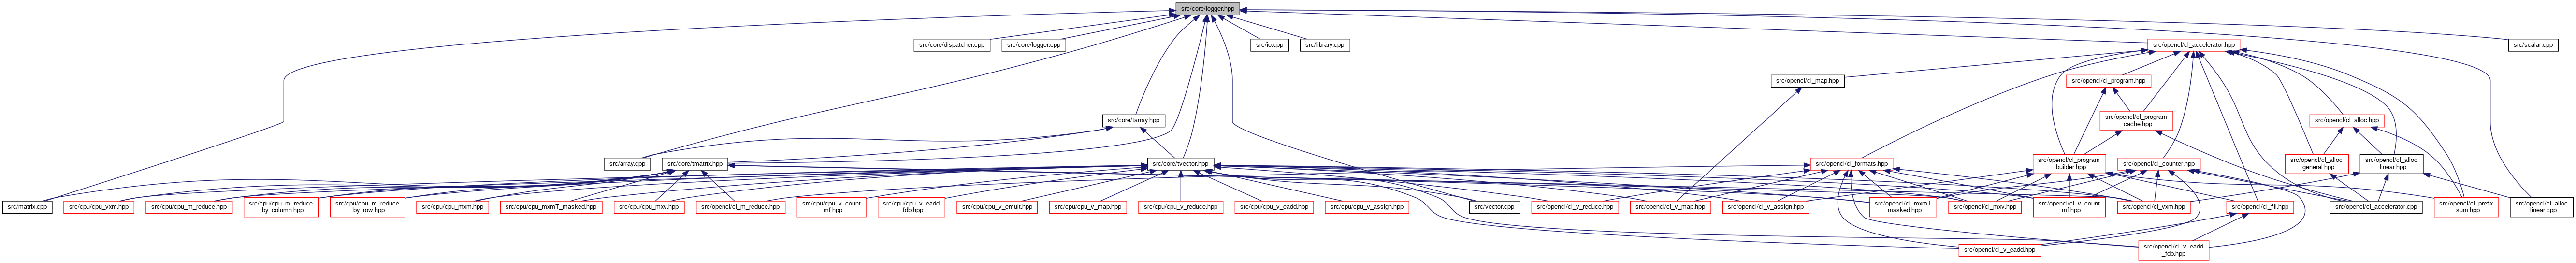 src/core/logger.hpp
src/core/dispatcher.cpp
src/core/logger.cpp
src/io.cpp
src/library.cpp
src/opencl/cl_accelerator.hpp
src/scalar.cpp
src/opencl/cl_map.hpp
src/opencl/cl_program.hpp
src/core/tarray.hpp
src/opencl/cl_program
_cache.hpp
src/opencl/cl_alloc.hpp
src/array.cpp
src/core/tmatrix.hpp
src/core/tvector.hpp
src/opencl/cl_formats.hpp
src/opencl/cl_program
_builder.hpp
src/opencl/cl_counter.hpp
src/opencl/cl_alloc
_general.hpp
src/opencl/cl_alloc
_linear.hpp
src/matrix.cpp
src/cpu/cpu_vxm.hpp
src/cpu/cpu_m_reduce.hpp
src/cpu/cpu_m_reduce
_by_column.hpp
src/cpu/cpu_m_reduce
_by_row.hpp
src/cpu/cpu_mxm.hpp
src/cpu/cpu_mxmT_masked.hpp
src/cpu/cpu_mxv.hpp
src/opencl/cl_m_reduce.hpp
src/cpu/cpu_v_count
_mf.hpp
src/cpu/cpu_v_eadd
_fdb.hpp
src/cpu/cpu_v_emult.hpp
src/cpu/cpu_v_map.hpp
src/cpu/cpu_v_reduce.hpp
src/cpu/cpu_v_eadd.hpp
src/cpu/cpu_v_assign.hpp
src/vector.cpp
src/opencl/cl_v_reduce.hpp
src/opencl/cl_v_map.hpp
src/opencl/cl_v_assign.hpp
src/opencl/cl_mxmT
_masked.hpp
src/opencl/cl_mxv.hpp
src/opencl/cl_v_count
_mf.hpp
src/opencl/cl_vxm.hpp
src/opencl/cl_fill.hpp
src/opencl/cl_accelerator.cpp
src/opencl/cl_prefix
_sum.hpp
src/opencl/cl_alloc
_linear.cpp
src/opencl/cl_v_eadd.hpp
src/opencl/cl_v_eadd
_fdb.hpp